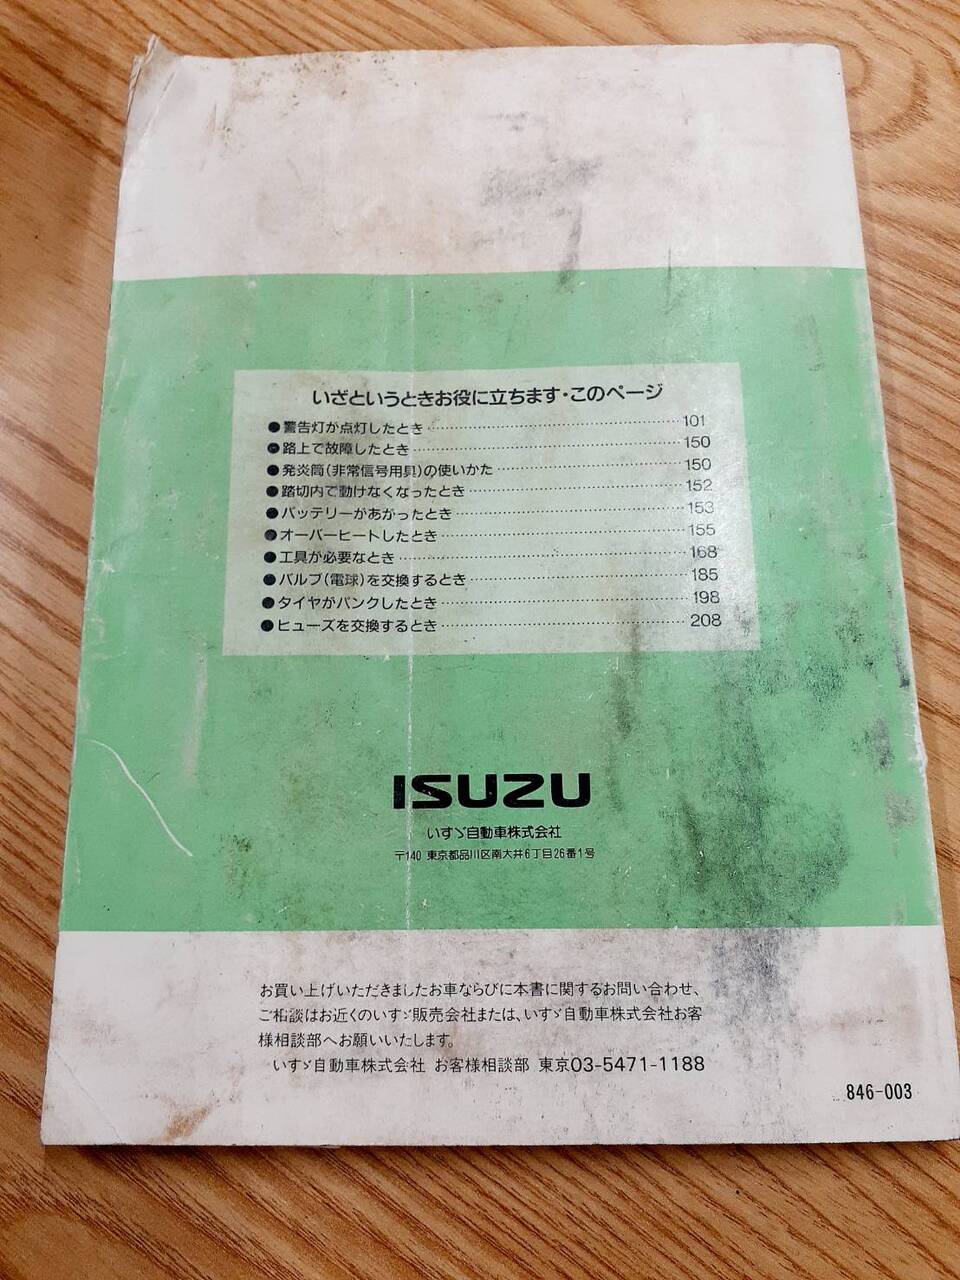 いざというときお役に立ちます・このページ
●警告灯が点灯したとき………………………………101
●路上で故障したとき…………………………………150
●発炎筒(非常信号用具)の使いかた…………………150
●踏切内で動けなくなったとき………………………152
●バッテリーがあがったとき…………………………153
●オーバーヒートしたとき……………………………155
●工具が必要なとき……………………………………168
●バルブ(電球)を交換するとき………………………185
●タイヤがパンクしたとき……………………………198
●ヒューズを交換するとき……………………………208
ISUZU
いすゞ自動車株式会社
〒140 東京都品川区南大井6丁目26番1号
お買い上げいただきましたお車ならびに本書に関するお問い合わせ、
ご相談はお近くのいすゞ販売会社または、いすゞ自動車株式会社お客
様相談部へお願いいたします。
いすゞ自動車株式会社 お客様相談部 東京03-5471-1188
846-003